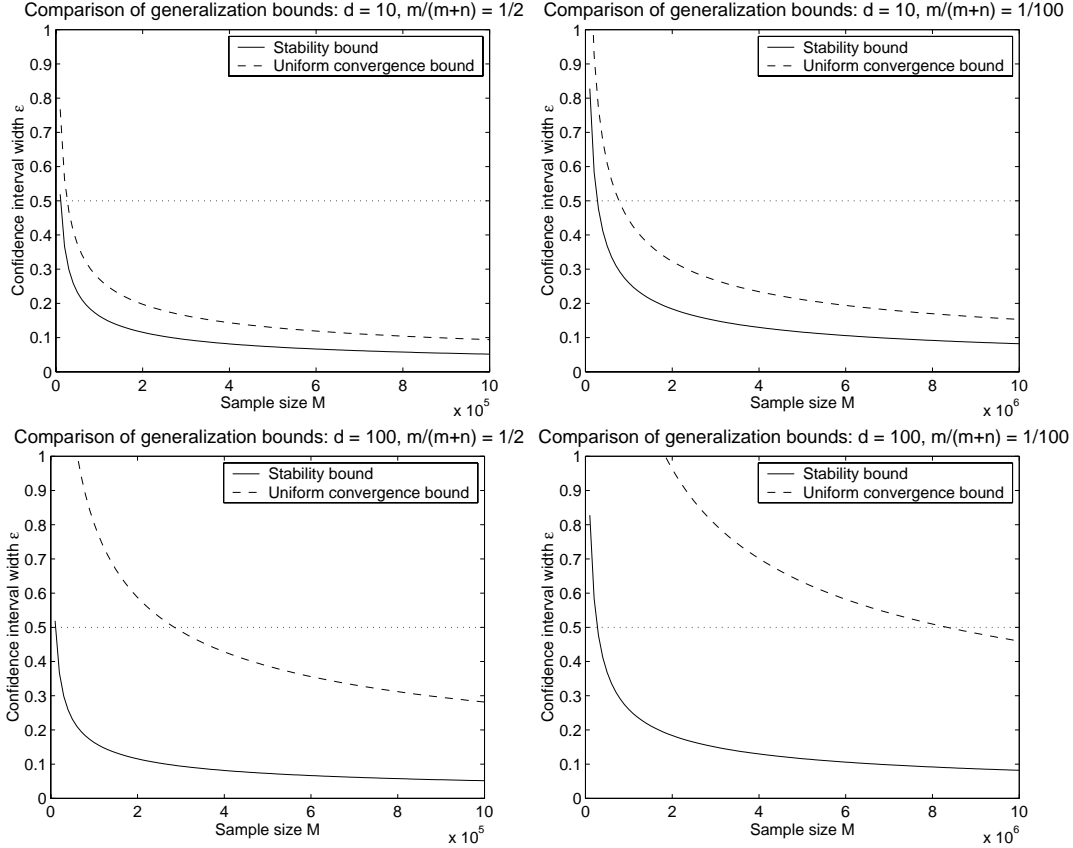 Comparison of generalization bounds: d = 10, m/(m+n) = 1/2
Stability bound
Uniform convergence bound
Confidence interval width ε
1
0.9
0.8
0.7
0.6
0.5
0.4
0.3
0.2
0.1
0
0 2 4 6 8 10
Sample size M
x 10^5
Comparison of generalization bounds: d = 10, m/(m+n) = 1/100
Stability bound
Uniform convergence bound
Confidence interval width ε
1
0.9
0.8
0.7
0.6
0.5
0.4
0.3
0.2
0.1
0
0 2 4 6 8 10
Sample size M
x 10^6
Comparison of generalization bounds: d = 100, m/(m+n) = 1/2
Stability bound
Uniform convergence bound
Confidence interval width ε
1
0.9
0.8
0.7
0.6
0.5
0.4
0.3
0.2
0.1
0
0 2 4 6 8 10
Sample size M
x 10^5
Comparison of generalization bounds: d = 100, m/(m+n) = 1/100
Stability bound
Uniform convergence bound
Confidence interval width ε
1
0.9
0.8
0.7
0.6
0.5
0.4
0.3
0.2
0.1
0
0 2 4 6 8 10
Sample size M
x 10^6